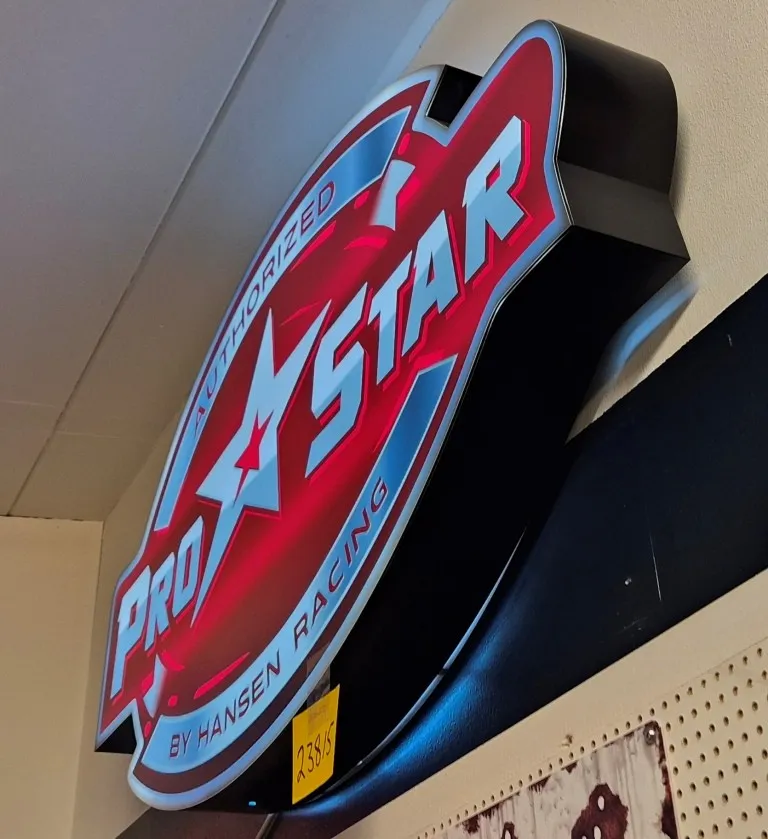 AUTHORIZED
PRO STAR
BY HANSEN RACING
238/5